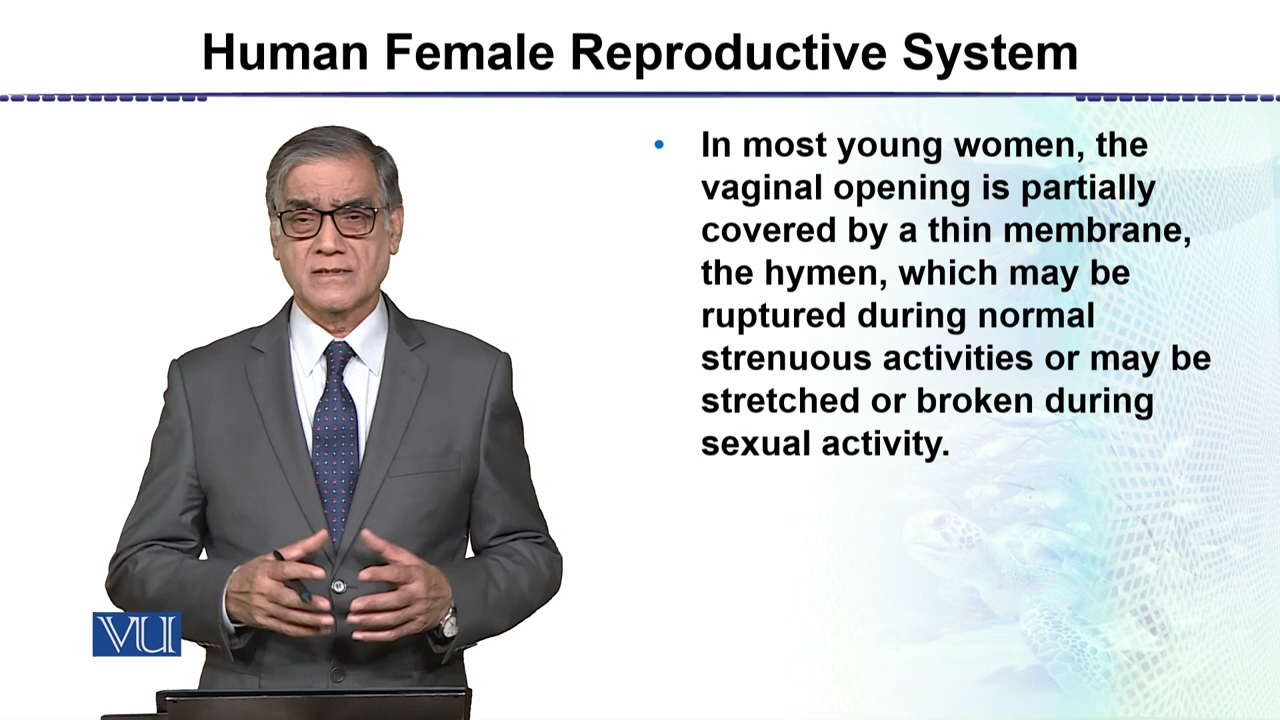 Human Female Reproductive System
• In most young women, the
vaginal opening is partially
covered by a thin membrane,
the hymen, which may be
ruptured during normal
strenuous activities or may be
stretched or broken during
sexual activity.
VU